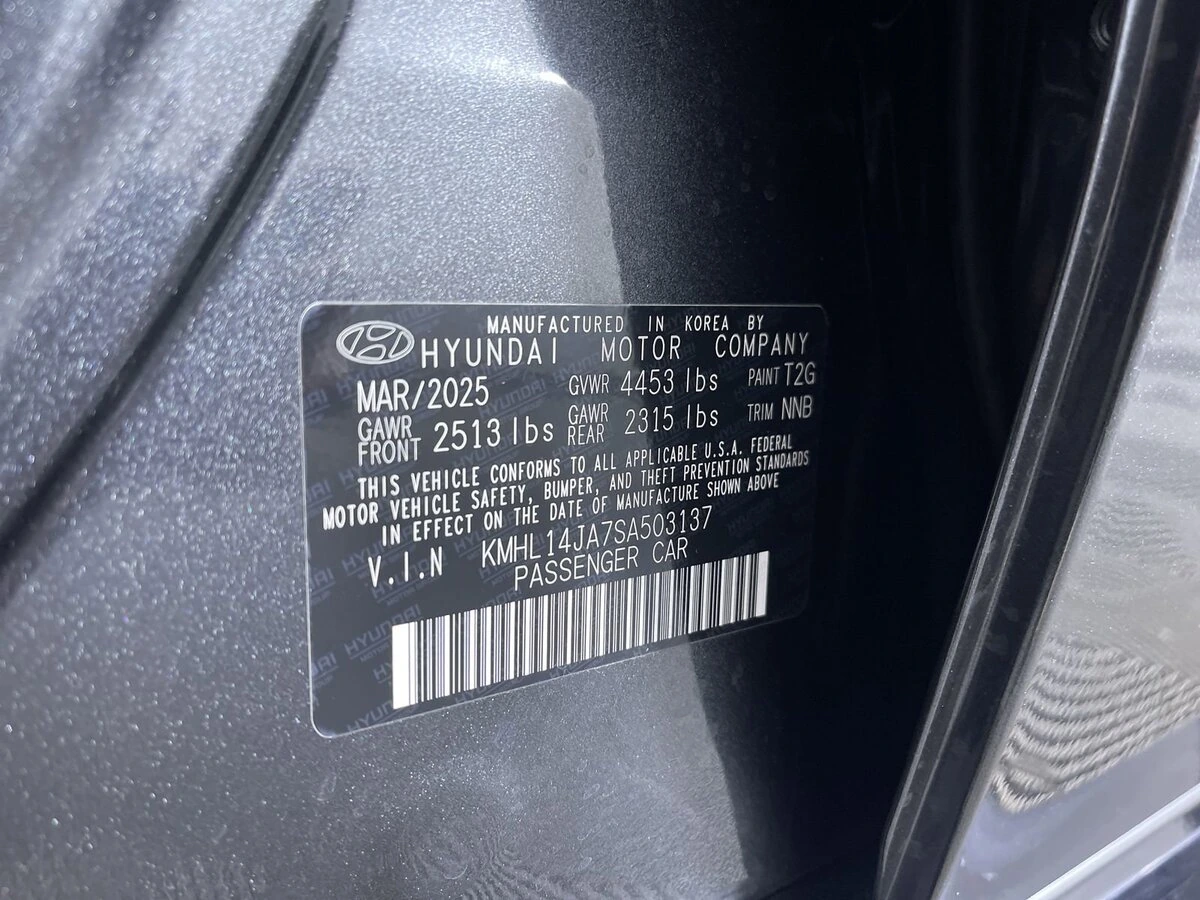 MANUFACTURED IN KOREA BY
HYUNDAI MOTOR COMPANY
MAR/2025 GVWR 4453 lbs PAINT T2G
GAWR FRONT 2513 lbs GAWR REAR 2315 lbs TRIM NNB
THIS VEHICLE CONFORMS TO ALL APPLICABLE U.S.A. FEDERAL
MOTOR VEHICLE SAFETY, BUMPER, AND THEFT PREVENTION STANDARDS
IN EFFECT ON THE DATE OF MANUFACTURE SHOWN ABOVE
V.I.N KMHL14JA7SA503137
PASSENGER CAR